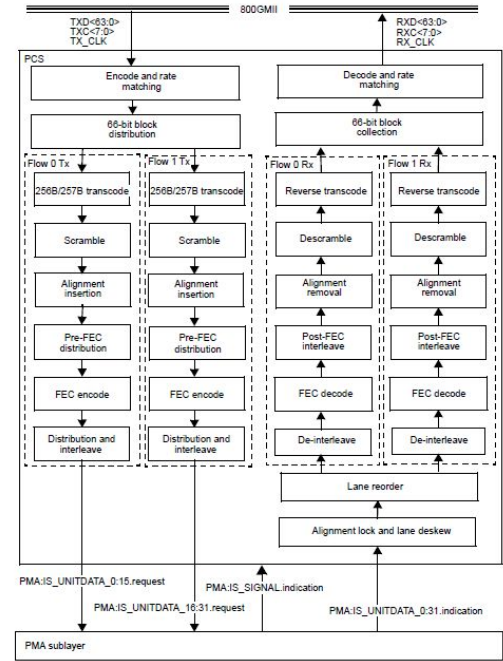 800GMII
TXD<63:0>
TXC<7:0>
TX_CLK
RXD<63:0>
RXC<7:0>
RX_CLK
PCS
Encode and rate
matching
Decode and rate
matching
66-bit block
distribution
66-bit block
collection
Flow 0 Tx
Flow 1 Tx
Flow 0 Rx
Flow 1 Rx
256B/257B transcode
256B/257B transcode
Reverse transcode
Reverse transcode
Scramble
Scramble
Descramble
Descramble
Alignment
insertion
Alignment
insertion
Alignment
removal
Alignment
removal
Pre-FEC
distribution
Pre-FEC
distribution
Post-FEC
interleave
Post-FEC
interleave
FEC encode
FEC encode
FEC decode
FEC decode
Distribution and
interleave
Distribution and
interleave
De-interleave
De-interleave
Lane reorder
Alignment lock and lane deskew
PMA:IS_UNITDATA_0:15.request
PMA:IS_SIGNAL.indication
PMA:IS_UNITDATA_16:31.request
PMA:IS_UNITDATA_0:31.indication
PMA sublayer